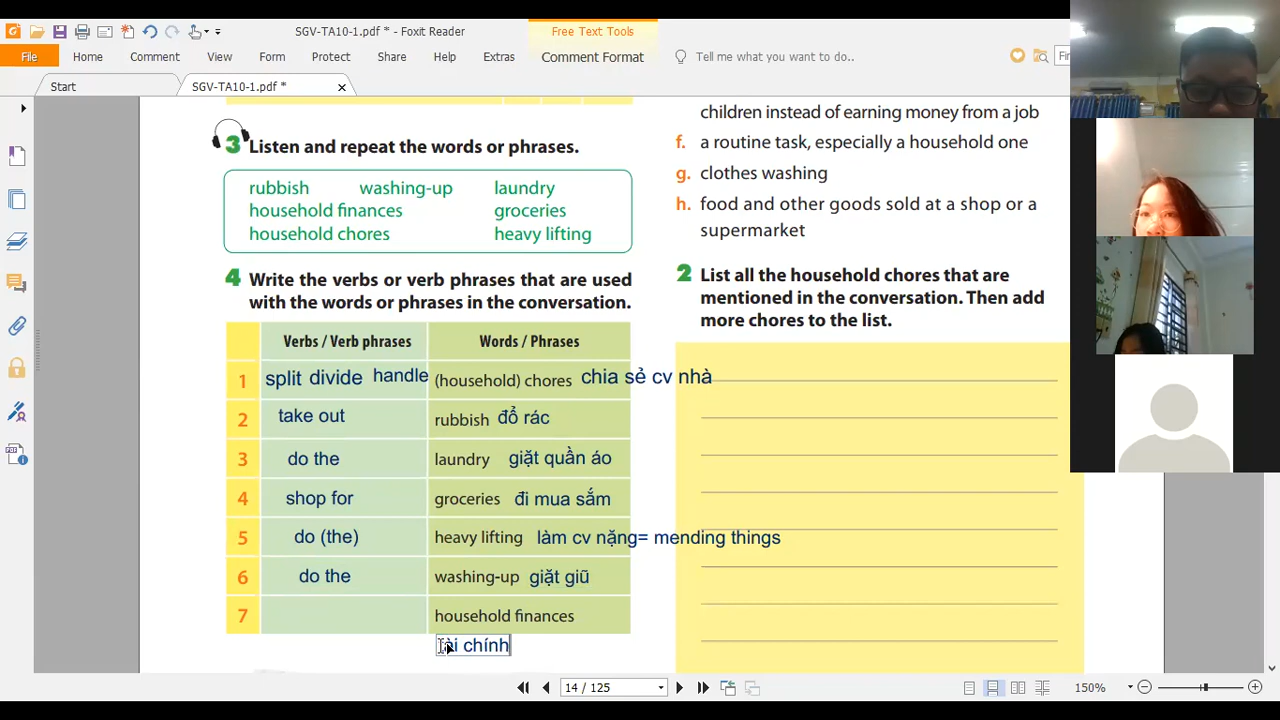 SGV-TA10-1.pdf * - Foxit Reader
Free Text Tools
File Home Comment View Form Protect Share Help Extras Comment Format Tell me what you want to do..
Start SGV-TA10-1.pdf *
3 Listen and repeat the words or phrases.
rubbish washing-up laundry
household finances groceries
household chores heavy lifting
4 Write the verbs or verb phrases that are used
with the words or phrases in the conversation.
Verbs / Verb phrases Words / Phrases
1 split divide handle (household) chores chia sẻ cv nhà
2 take out rubbish đổ rác
3 do the laundry giặt quần áo
4 shop for groceries đi mua sắm
5 do (the) heavy lifting làm cv nặng= mending things
6 do the washing-up giặt giũ
7 household finances
tài chính
children instead of earning money from a job
f. a routine task, especially a household one
g. clothes washing
h. food and other goods sold at a shop or a
supermarket
2 List all the household chores that are
mentioned in the conversation. Then add
more chores to the list.
14 / 125
150%